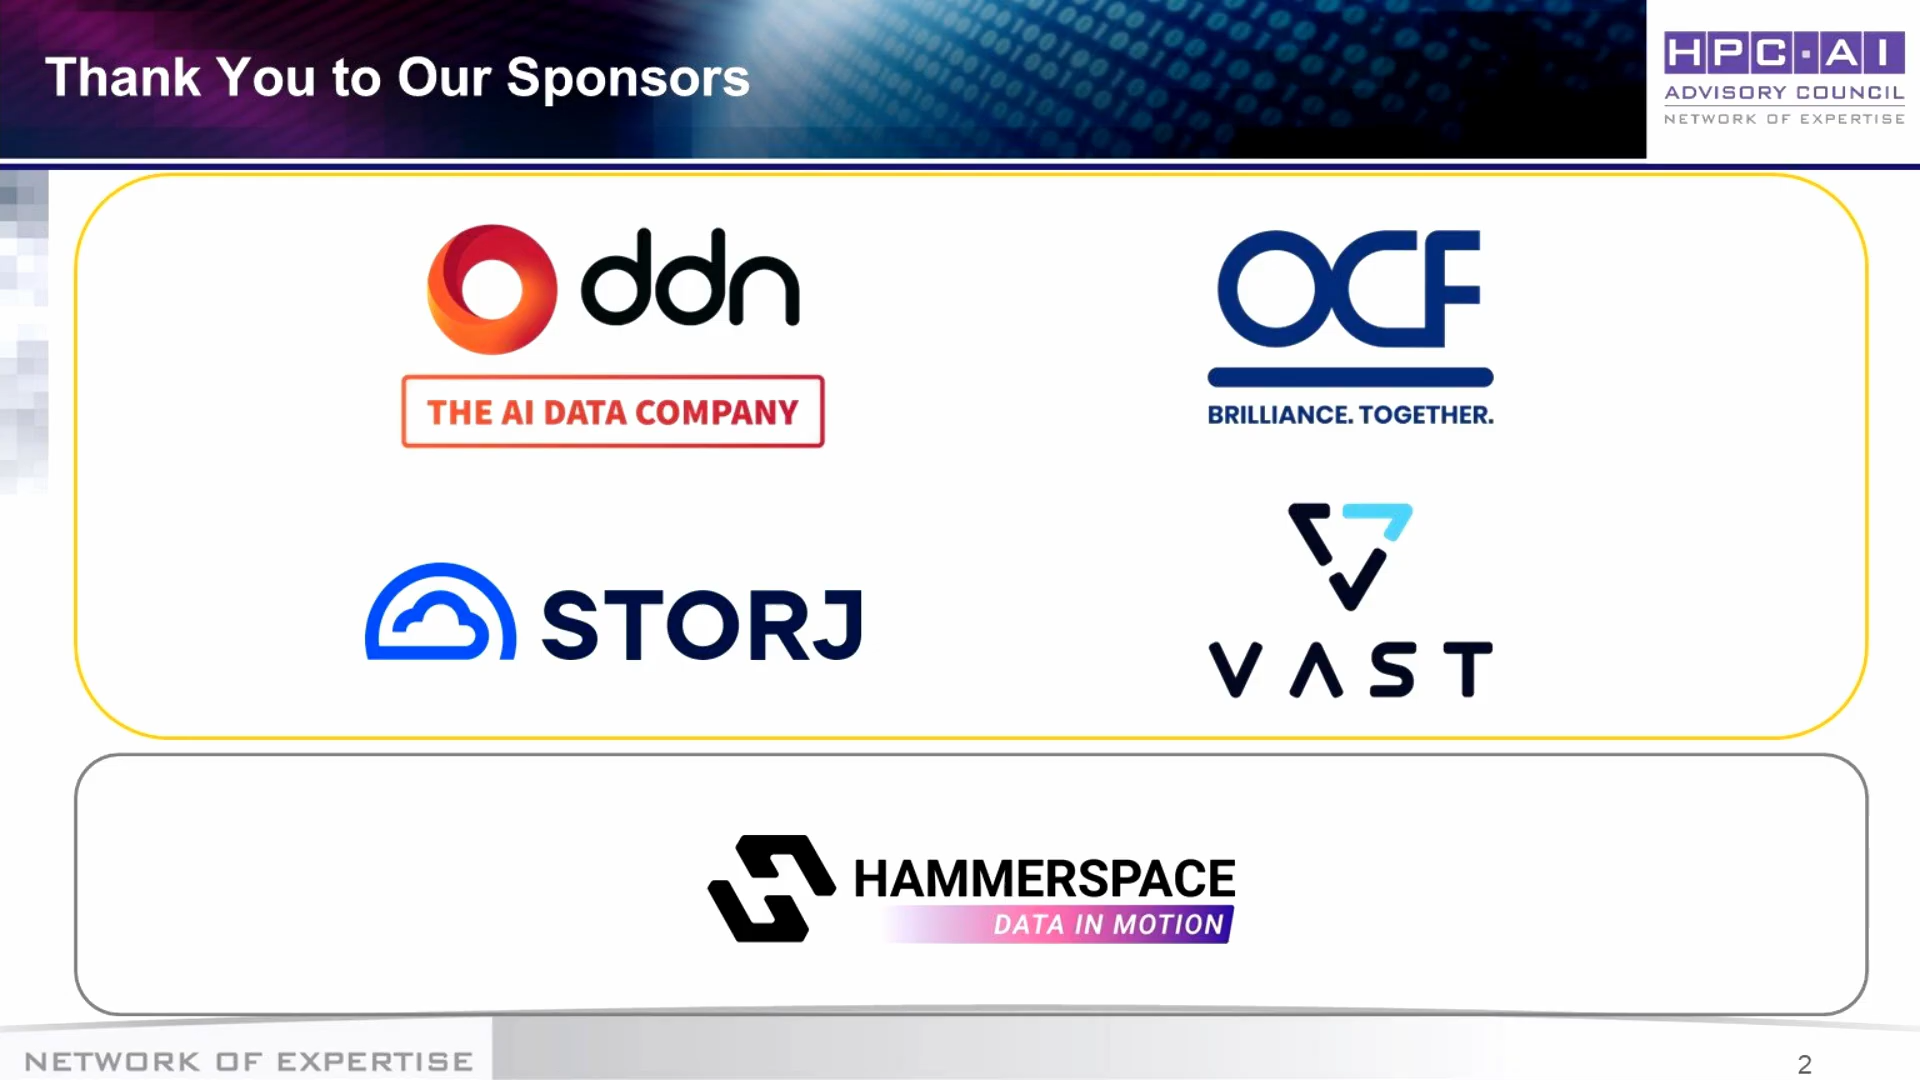 Thank You to Our Sponsors
HPC·AI
ADVISORY COUNCIL
NETWORK OF EXPERTISE
ddn
THE AI DATA COMPANY
OCF
BRILLIANCE. TOGETHER.
STORJ
VAST
HAMMERSPACE
DATA IN MOTION
NETWORK OF EXPERTISE
2